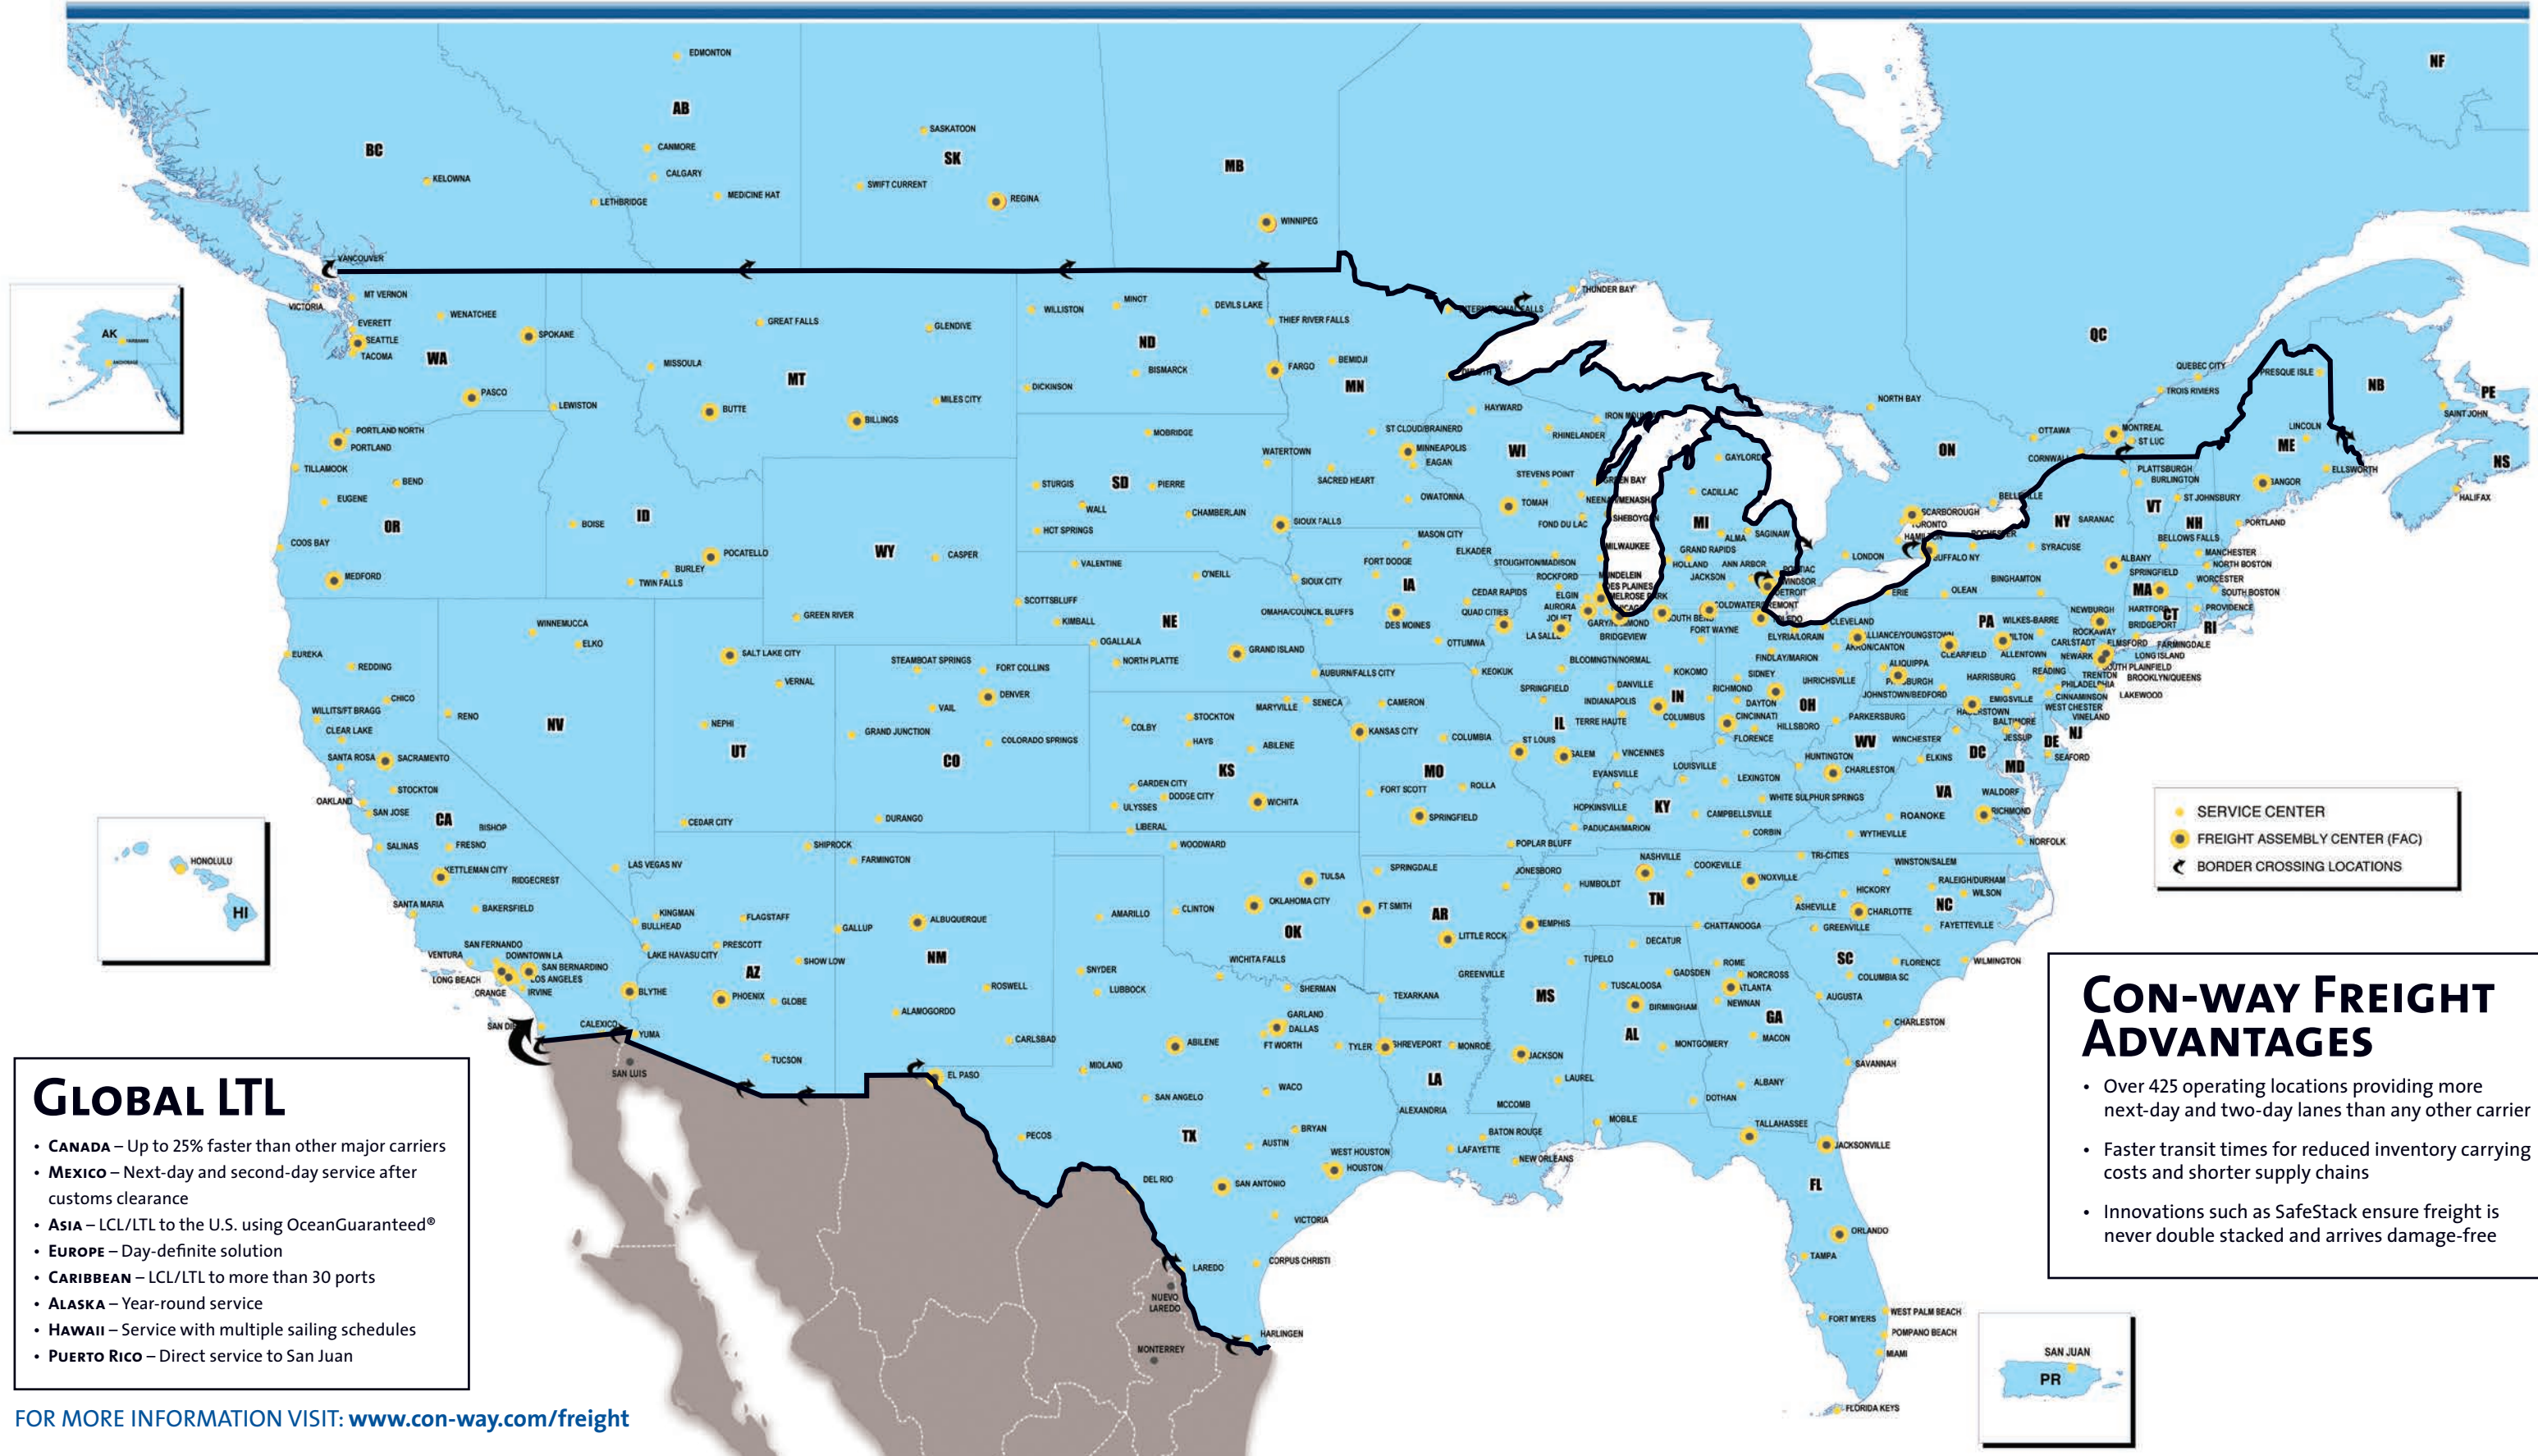 EDMONTON
AB
SASKATOON
BC
CANMORE
SK
MB
NF
CALGARY
KELOWNA
SWIFT CURRENT
MEDICINE HAT
LETHBRIDGE
REGINA
WINNIPEG
VANCOUVER
THUNDER BAY
MT VERNON
VICTORIA
WENATCHEE
EVERETT
SEATTLE
TACOMA
WA
SPOKANE
PASCO
GREAT FALLS
GLENDIVE
MISSOULA
MT
BUTTE
BILLINGS
MILES CITY
LEWISTON
WILLISTON
MINOT
DEVILS LAKE
THIEF RIVER FALLS
INTERNATIONAL FALLS
ND
BISMARCK
DICKINSON
FARGO
BEMIDJI
MN
DULUTH
AK
FAIRBANKS
ANCHORAGE
PORTLAND NORTH
PORTLAND
TILLAMOOK
BEND
EUGENE
OR
COOS BAY
MEDFORD
BOISE
ID
POCATELLO
BURLEY
TWIN FALLS
WY
CASPER
GREEN RIVER
MOBRIDGE
WATERTOWN
STURGIS
SD
PIERRE
WALL
CHAMBERLAIN
HOT SPRINGS
SIOUX FALLS
ST CLOUD/BRAINERD
MINNEAPOLIS
EAGAN
SACRED HEART
OWATONNA
HAYWARD
IRON MOUNTAIN
RHINELANDER
WI
STEVENS POINT
GREEN BAY
NEENAH/MENASHA
TOMAH
FOND DU LAC
SHEBOYGAN
MILWAUKEE
STOUGHTON/MADISON
ROCKFORD
MUNDELEIN
DES PLAINES
MELROSE PARK
ELGIN
CHICAGO
AURORA
JOLIET
GARY/HAMMOND
BRIDGEVIEW
LA SALLE
GAYLORD
CADILLAC
MI
SAGINAW
ALMA
GRAND RAPIDS
HOLLAND
ANN ARBOR
JACKSON
PONTIAC
WINDSOR
DETROIT
COLDWATER
FREMONT
TOLEDO
SOUTH BEND
FORT WAYNE
NORTH BAY
OTTAWA
ON
CORNWALL
QC
QUEBEC CITY
TROIS RIVERS
MONTREAL
ST LUC
PRESQUE ISLE
NB
PE
SAINT JOHN
LINCOLN
ME
NS
ELLSWORTH
BANGOR
HALIFAX
PLATTSBURGH
BURLINGTON
BELLEVILLE
VT
ST JOHNSBURY
SCARBOROUGH
TORONTO
HAMILTON
ROCHESTER
NY
SARANAC
NH
PORTLAND
LONDON
BUFFALO NY
SYRACUSE
BELLOWS FALLS
ALBANY
MANCHESTER
NORTH BOSTON
SPRINGFIELD
WORCESTER
MA
SOUTH BOSTON
BINGHAMTON
ERIE
OLEAN
NEWBURGH
HARTFORD
CT
PROVIDENCE
BRIDGEPORT
RI
PA
WILKES-BARRE
MILTON
ROCKAWAY
CARLSTADT
ELMSFORD
FARMINGDALE
CLEARFIELD
ALLENTOWN
NEWARK
LONG ISLAND
SOUTH PLAINFIELD
READING
TRENTON
BROOKLYN/QUEENS
HARRISBURG
PHILADELPHIA
LAKEWOOD
EMIGSVILLE
CINNAMINSON
WEST CHESTER
VINELAND
HAGERSTOWN
BALTIMORE
JESSUP
NJ
DE
SEAFORD
CLEVELAND
ELYRIA/LORAIN
ALLIANCE/YOUNGSTOWN
AKRON/CANTON
FINDLAY/MARION
ALIQUIPPA
PITTSBURGH
UHRICHSVILLE
JOHNSTOWN/BEDFORD
SIDNEY
DAYTON
OH
CINCINNATI
HILLSBORO
FLORENCE
PARKERSBURG
WV
WINCHESTER
DC
MD
HUNTINGTON
CHARLESTON
ELKINS
WALDORF
VA
RICHMOND
WHITE SULPHUR SPRINGS
ROANOKE
WYTHEVILLE
NORFOLK
MASON CITY
ELKADER
FORT DODGE
IA
CEDAR RAPIDS
QUAD CITIES
DES MOINES
OTTUMWA
KEOKUK
SIOUX CITY
OMAHA/COUNCIL BLUFFS
VALENTINE
O'NEILL
SCOTTSBLUFF
KIMBALL
NE
OGALLALA
NORTH PLATTE
GRAND ISLAND
AUBURN/FALLS CITY
BLOOMNGTN/NORMAL
KOKOMO
SPRINGFIELD
DANVILLE
RICHMOND
INDIANAPOLIS
IN
IL
TERRE HAUTE
COLUMBUS
ST LOUIS
SALEM
VINCENNES
EVANSVILLE
LOUISVILLE
LEXINGTON
HOPKINSVILLE
KY
CAMPBELLSVILLE
PADUCAH/MARION
CORBIN
WINNEMUCCA
ELKO
EUREKA
REDDING
CHICO
WILLITS/FT BRAGG
CLEAR LAKE
RENO
NV
SANTA ROSA
SACRAMENTO
STOCKTON
OAKLAND
SAN JOSE
CA
BISHOP
SALINAS
FRESNO
KETTLEMAN CITY
RIDGECREST
SANTA MARIA
BAKERSFIELD
SAN FERNANDO
VENTURA
DOWNTOWN LA
SAN BERNARDINO
LONG BEACH
LOS ANGELES
ORANGE
IRVINE
SAN DIEGO
CALEXICO
SALT LAKE CITY
VERNAL
NEPHI
UT
CEDAR CITY
STEAMBOAT SPRINGS
FORT COLLINS
DENVER
VAIL
GRAND JUNCTION
COLORADO SPRINGS
CO
DURANGO
STOCKTON
COLBY
HAYS
ABILENE
MARYVILLE
SENECA
CAMERON
KANSAS CITY
COLUMBIA
KS
MO
GARDEN CITY
DODGE CITY
ULYSSES
LIBERAL
WICHITA
FORT SCOTT
ROLLA
SPRINGFIELD
POPLAR BLUFF
LAS VEGAS NV
SHIPROCK
FARMINGTON
KINGMAN
BULLHEAD
FLAGSTAFF
GALLUP
ALBUQUERQUE
PRESCOTT
LAKE HAVASU CITY
SHOW LOW
AZ
NM
BLYTHE
PHOENIX
GLOBE
ROSWELL
ALAMOGORDO
CARLSBAD
YUMA
TUCSON
EL PASO
SAN LUIS
WOODWARD
TULSA
CLINTON
OKLAHOMA CITY
AMARILLO
OK
WICHITA FALLS
SNYDER
LUBBOCK
SHERMAN
GARLAND
DALLAS
ABILENE
FT WORTH
MIDLAND
SAN ANGELO
WACO
PECOS
TX
AUSTIN
BRYAN
WEST HOUSTON
HOUSTON
DEL RIO
SAN ANTONIO
VICTORIA
CORPUS CHRISTI
LAREDO
NUEVO
LAREDO
HARLINGEN
MONTERREY
SPRINGDALE
JONESBORO
FT SMITH
AR
LITTLE ROCK
GREENVILLE
TEXARKANA
TYLER
SHREVEPORT
MONROE
LA
ALEXANDRIA
BATON ROUGE
LAFAYETTE
NEW ORLEANS
NASHVILLE
COOKEVILLE
KNOXVILLE
TRI-CITIES
HUMBOLDT
TN
MEMPHIS
CHATTANOOGA
DECATUR
TUPELO
GADSDEN
ROME
NORCROSS
ATLANTA
NEWNAN
MS
TUSCALOOSA
BIRMINGHAM
AL
GA
MACON
MONTGOMERY
JACKSON
LAUREL
MCCOMB
MOBILE
ALBANY
DOTHAN
TALLAHASSEE
WINSTON/SALEM
RALEIGH/DURHAM
HICKORY
WILSON
ASHEVILLE
CHARLOTTE
NC
FAYETTEVILLE
GREENVILLE
SC
FLORENCE
WILMINGTON
COLUMBIA SC
AUGUSTA
CHARLESTON
SAVANNAH
JACKSONVILLE
FL
ORLANDO
TAMPA
FORT MYERS
WEST PALM BEACH
POMPANO BEACH
MIAMI
FLORIDA KEYS
HONOLULU
HI
SAN JUAN
PR
SERVICE CENTER
FREIGHT ASSEMBLY CENTER (FAC)
BORDER CROSSING LOCATIONS
CON-WAY FREIGHT
ADVANTAGES
• Over 425 operating locations providing more
next-day and two-day lanes than any other carrier
• Faster transit times for reduced inventory carrying
costs and shorter supply chains
• Innovations such as SafeStack ensure freight is
never double stacked and arrives damage-free
GLOBAL LTL
• CANADA – Up to 25% faster than other major carriers
• MEXICO – Next-day and second-day service after
customs clearance
• ASIA – LCL/LTL to the U.S. using OceanGuaranteed®
• EUROPE – Day-definite solution
• CARIBBEAN – LCL/LTL to more than 30 ports
• ALASKA – Year-round service
• HAWAII – Service with multiple sailing schedules
• PUERTO RICO – Direct service to San Juan
FOR MORE INFORMATION VISIT: www.con-way.com/freight